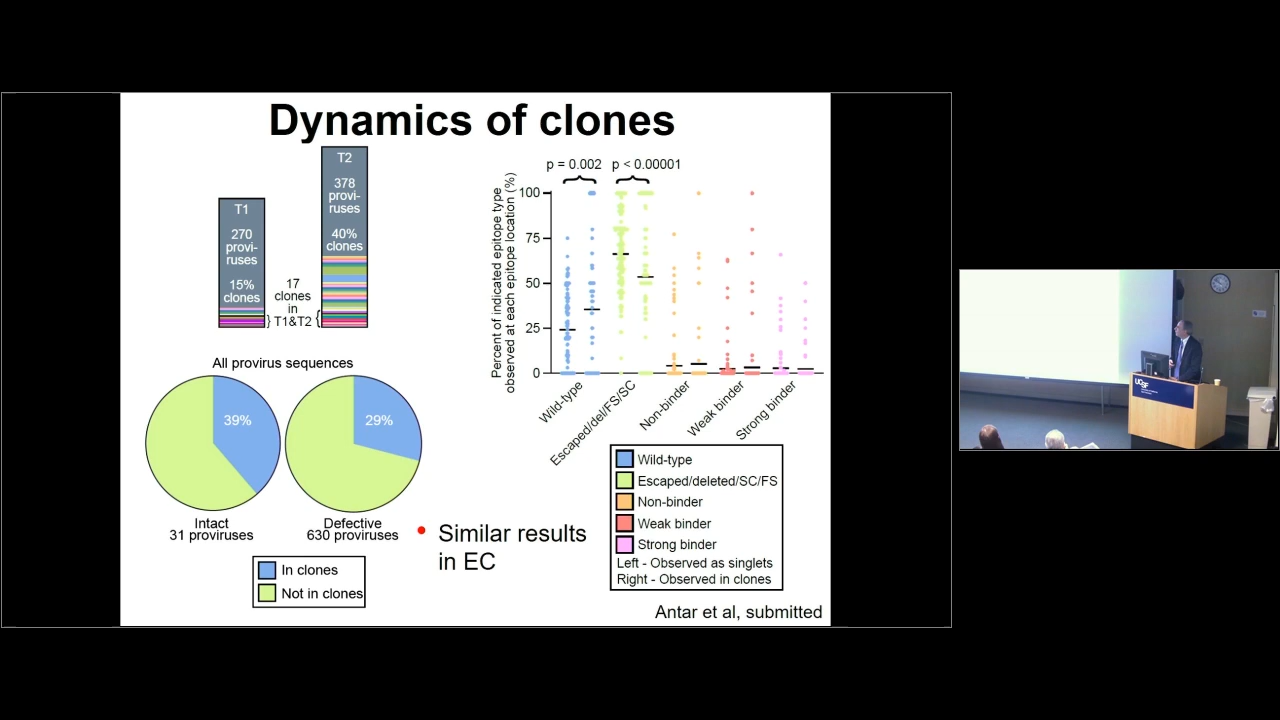 Dynamics of clones
T1
270
provi-
ruses
15%
clones
17
clones
in
T1&T2
T2
378
provi-
ruses
40%
clones
All provirus sequences
39%
29%
Intact
31 proviruses
Defective
630 proviruses
In clones
Not in clones
Similar results
in EC
p = 0.002
p < 0.00001
Percent of indicated epitope type
observed at each epitope location (%)
100
75
50
25
0
Wild-type
Escaped/del/FS/SC
Non-binder
Weak binder
Strong binder
Wild-type
Escaped/deleted/SC/FS
Non-binder
Weak binder
Strong binder
Left - Observed as singlets
Right - Observed in clones
Antar et al, submitted
UCSF